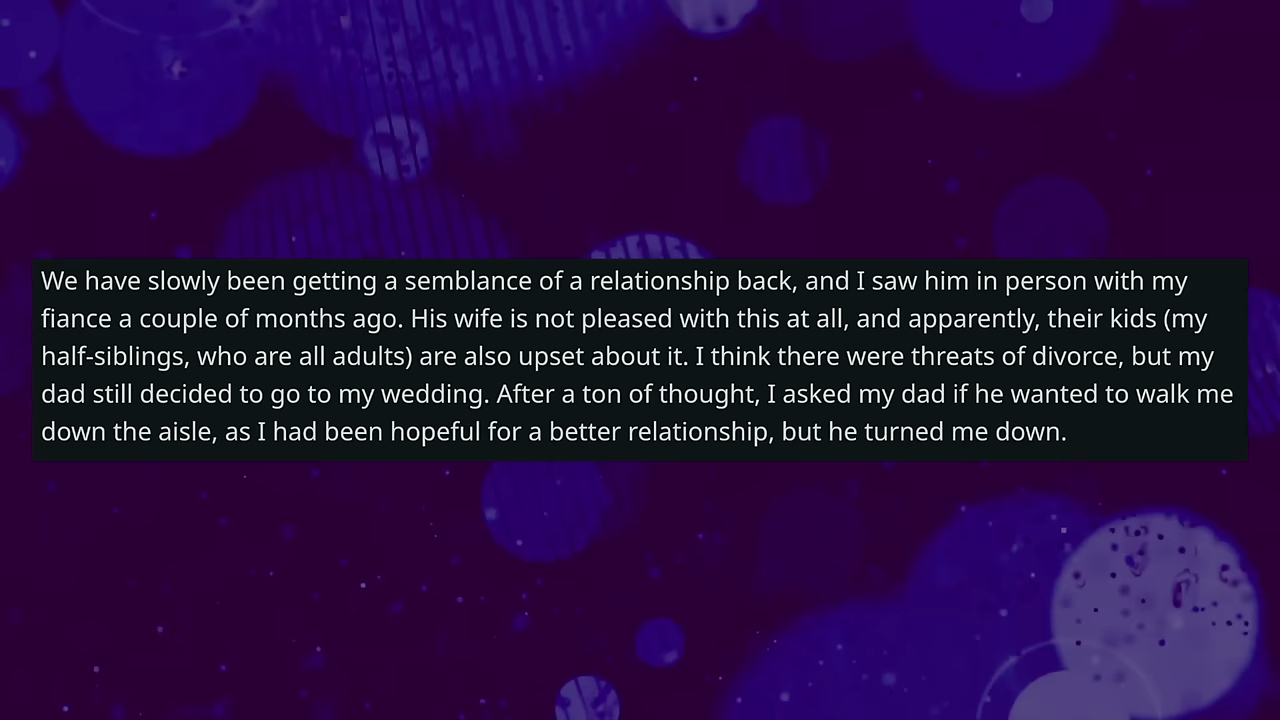 We have slowly been getting a semblance of a relationship back, and I saw him in person with my
fiance a couple of months ago. His wife is not pleased with this at all, and apparently, their kids (my
half-siblings, who are all adults) are also upset about it. I think there were threats of divorce, but my
dad still decided to go to my wedding. After a ton of thought, I asked my dad if he wanted to walk me
down the aisle, as I had been hopeful for a better relationship, but he turned me down.